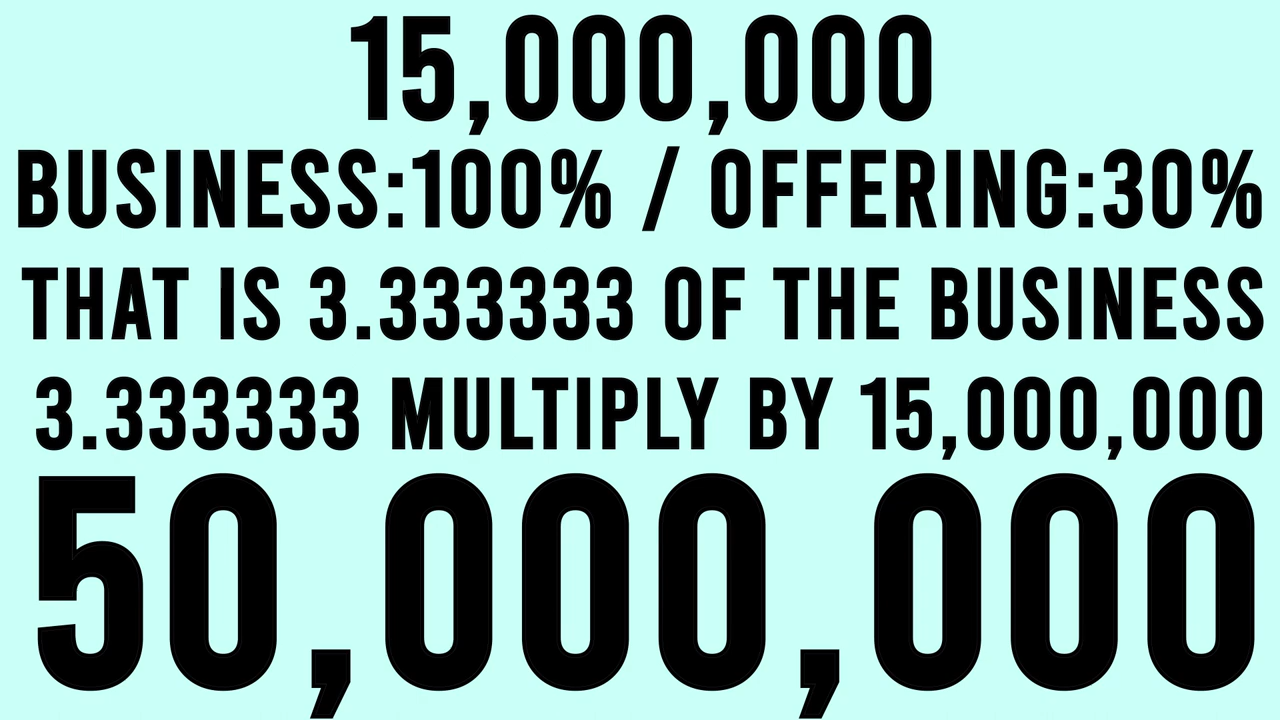 15,000,000
BUSINESS:100% / OFFERING:30%
THAT IS 3.333333 OF THE BUSINESS
3.333333 MULTIPLY BY 15,000,000
50,000,000